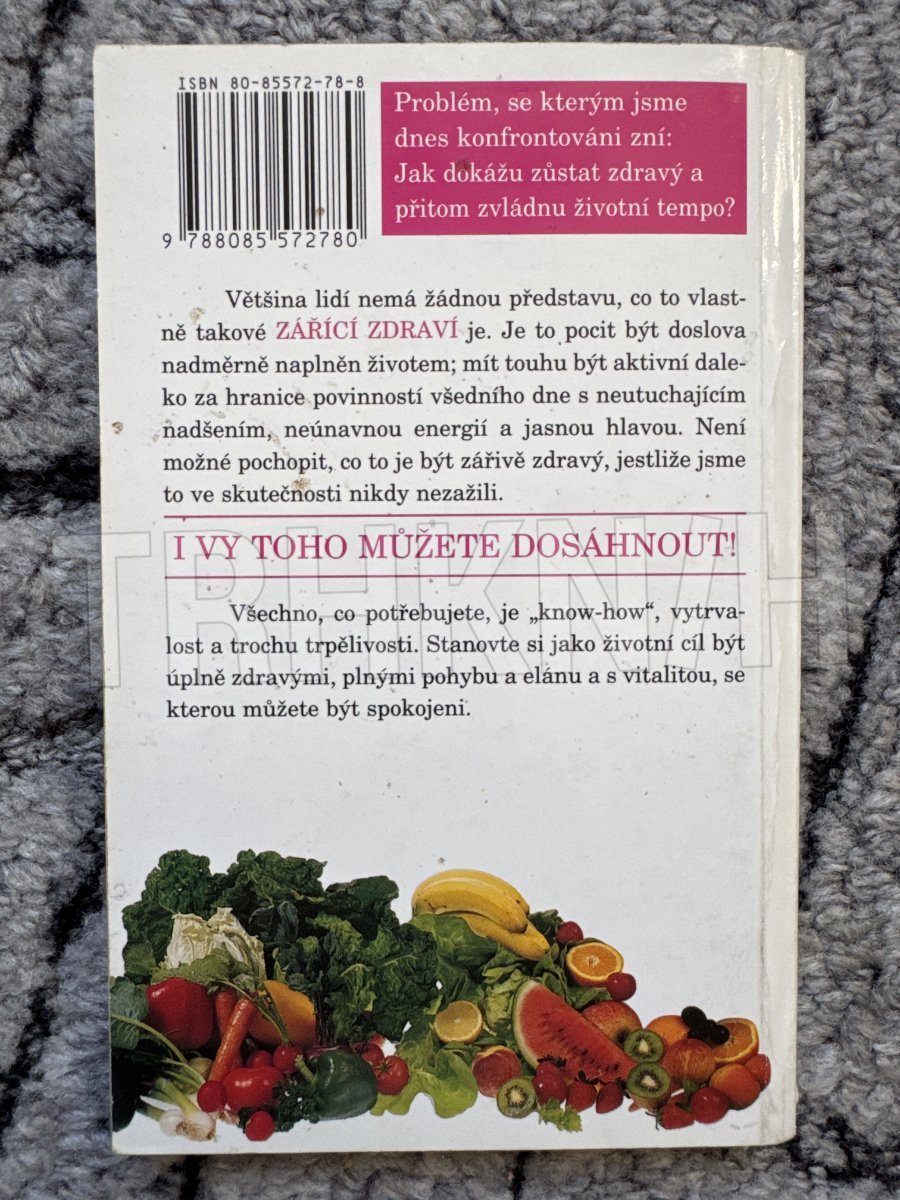 ISBN 80-85572-78-8
9 788085 572780
Problém, se kterým jsme
dnes konfrontováni zní:
Jak dokážu zůstat zdravý a
přitom zvládnu životní tempo?
Většina lidí nemá žádnou představu, co to vlast-
ně takové ZÁŘÍCÍ ZDRAVÍ je. Je to pocit být doslova
nadměrně naplněn životem; mít touhu být aktivní dale-
ko za hranice povinností všedního dne s neutuchajícím
nadšením, neúnavnou energií a jasnou hlavou. Není
možné pochopit, co to je být zářivě zdravý, jestliže jsme
to ve skutečnosti nikdy nezažili.
I VY TOHO MŮŽETE DOSÁHNOUT!
Všechno, co potřebujete, je „know-how“, vytrva-
lost a trochu trpělivosti. Stanovte si jako životní cíl být
úplně zdravými, plnými pohybu a elánu a s vitalitou, se
kterou můžete být spokojeni.